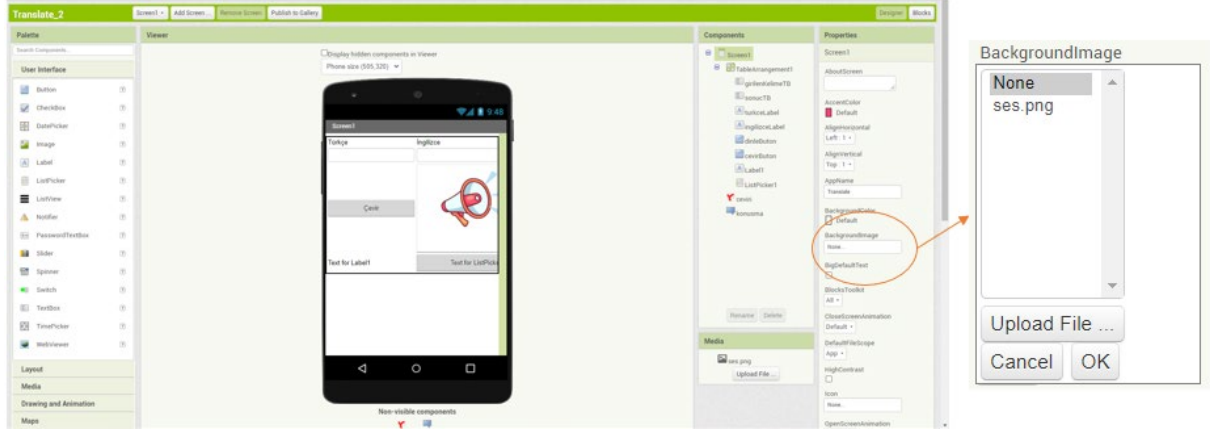 Translate_2
Screen1
Add Screen ...
Remove Screen
Publish to Gallery
Designer
Blocks
Palette
Search Components...
User Interface
Button
CheckBox
DatePicker
Image
Label
ListPicker
ListView
Notifier
PasswordTextBox
Slider
Spinner
Switch
TextBox
TimePicker
WebViewer
Layout
Media
Drawing and Animation
Maps
Viewer
Display hidden components in Viewer
Phone size (505,320)
9:48
Screen1
Türkçe
İngilizce
Çevir
Text for Label1
Text for ListPicke
Non-visible components
Components
Screen1
TableArrangement1
girilenKelimeTB
sonucTB
turkceLabel
ingilizceLabel
dinleButon
cevirButon
Label1
ListPicker1
konusma
Rename
Delete
Media
ses.png
Upload File ...
Properties
Screen1
AboutScreen
AccentColor
Default
AlignHorizontal
Left : 1
AlignVertical
Top : 1
AppName
Translate
BackgroundColor
Default
BackgroundImage
None...
BigDefaultText
BlocksToolkit
All
CloseScreenAnimation
Default
DefaultFileScope
App
HighContrast
Icon
None...
OpenScreenAnimation
BackgroundImage
None
ses.png
Upload File ...
Cancel
OK